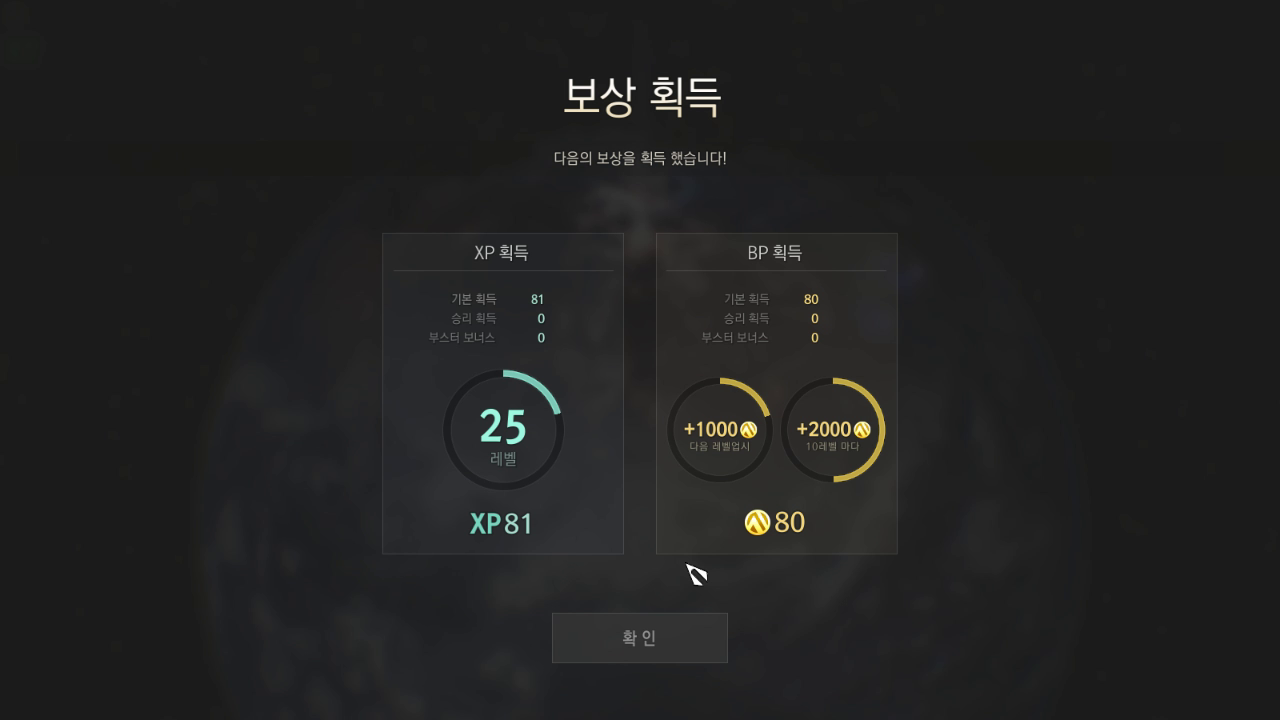 보상 획득
다음의 보상을 획득 했습니다!
XP 획득
기본 획득 81
승리 획득 0
부스터 보너스 0
25
레벨
XP 81
BP 획득
기본 획득 80
승리 획득 0
부스터 보너스 0
+1000
다음 레벨업시
+2000
10레벨 마다
80
확인